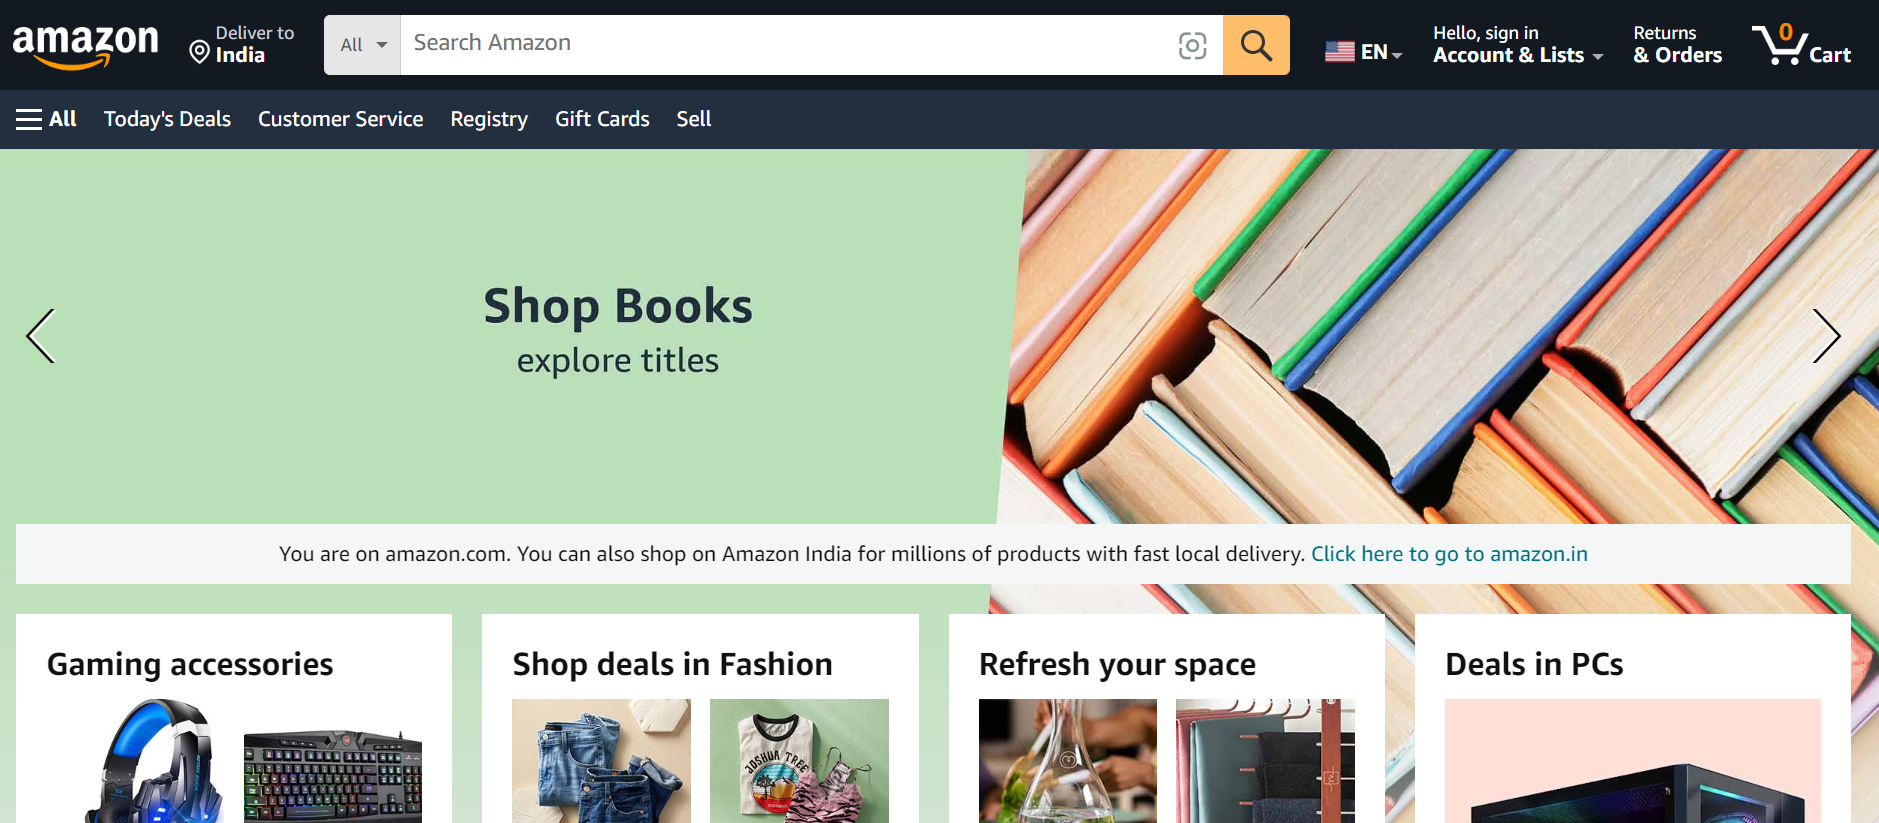 amazon
Deliver to
India
All
Search Amazon
EN
Hello, sign in
Account & Lists
Returns
& Orders
0
Cart
All
Today's Deals
Customer Service
Registry
Gift Cards
Sell
Shop Books
explore titles
You are on amazon.com. You can also shop on Amazon India for millions of products with fast local delivery. Click here to go to amazon.in
Gaming accessories
Shop deals in Fashion
Refresh your space
Deals in PCs
JOSHUA TREE